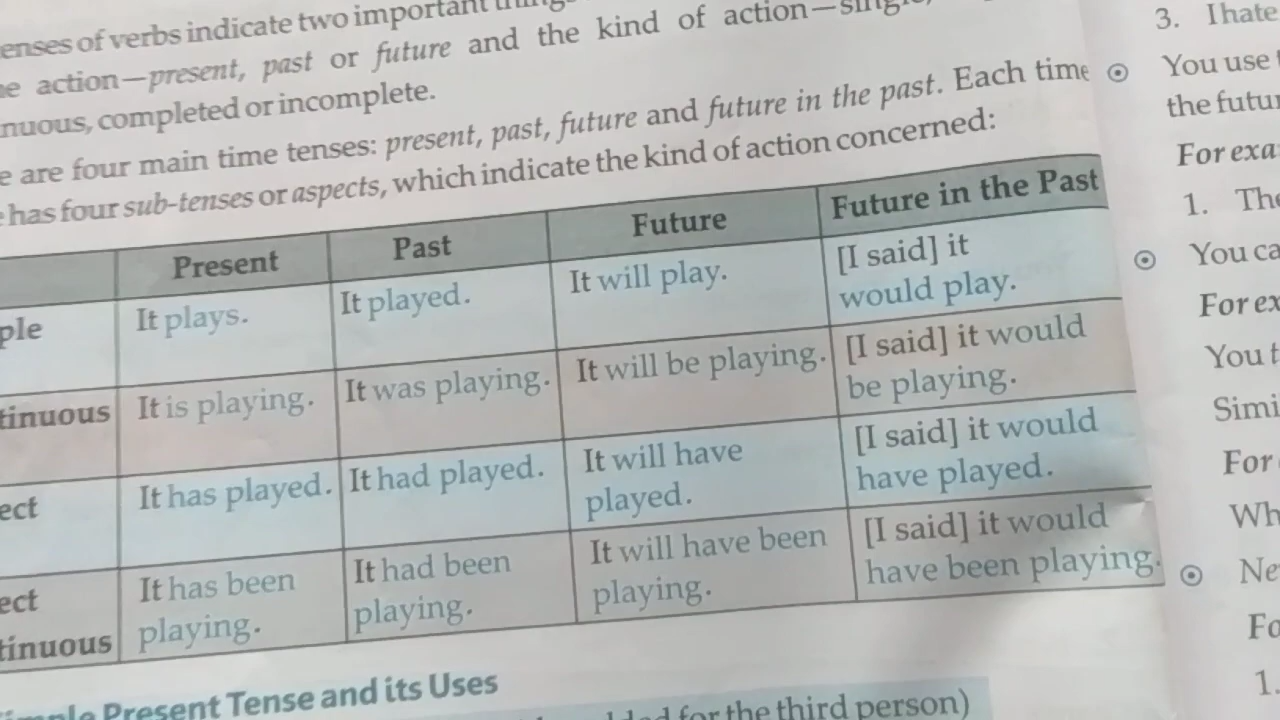 enses of verbs indicate two important
action—present, past or future and the kind of action—single,
nuous, completed or incomplete.
e are four main time tenses: present, past, future and future in the past. Each time
has four sub-tenses or aspects, which indicate the kind of action concerned:
Present Past Future Future in the Past
ple It plays. It played. It will play. [I said] it
would play.
tinuous It is playing. It was playing. It will be playing. [I said] it would
be playing.
ect It has played. It had played. It will have [I said] it would
played. have played.
ect It has been It had been It will have been [I said] it would
tinuous playing. playing. playing. have been playing.
Present Tense and its Uses
for the third person)
3. I hate
You use
the futur
For exa
1. The
You ca
For ex
You t
Simi
For
Wh
Ne
Fo
1.